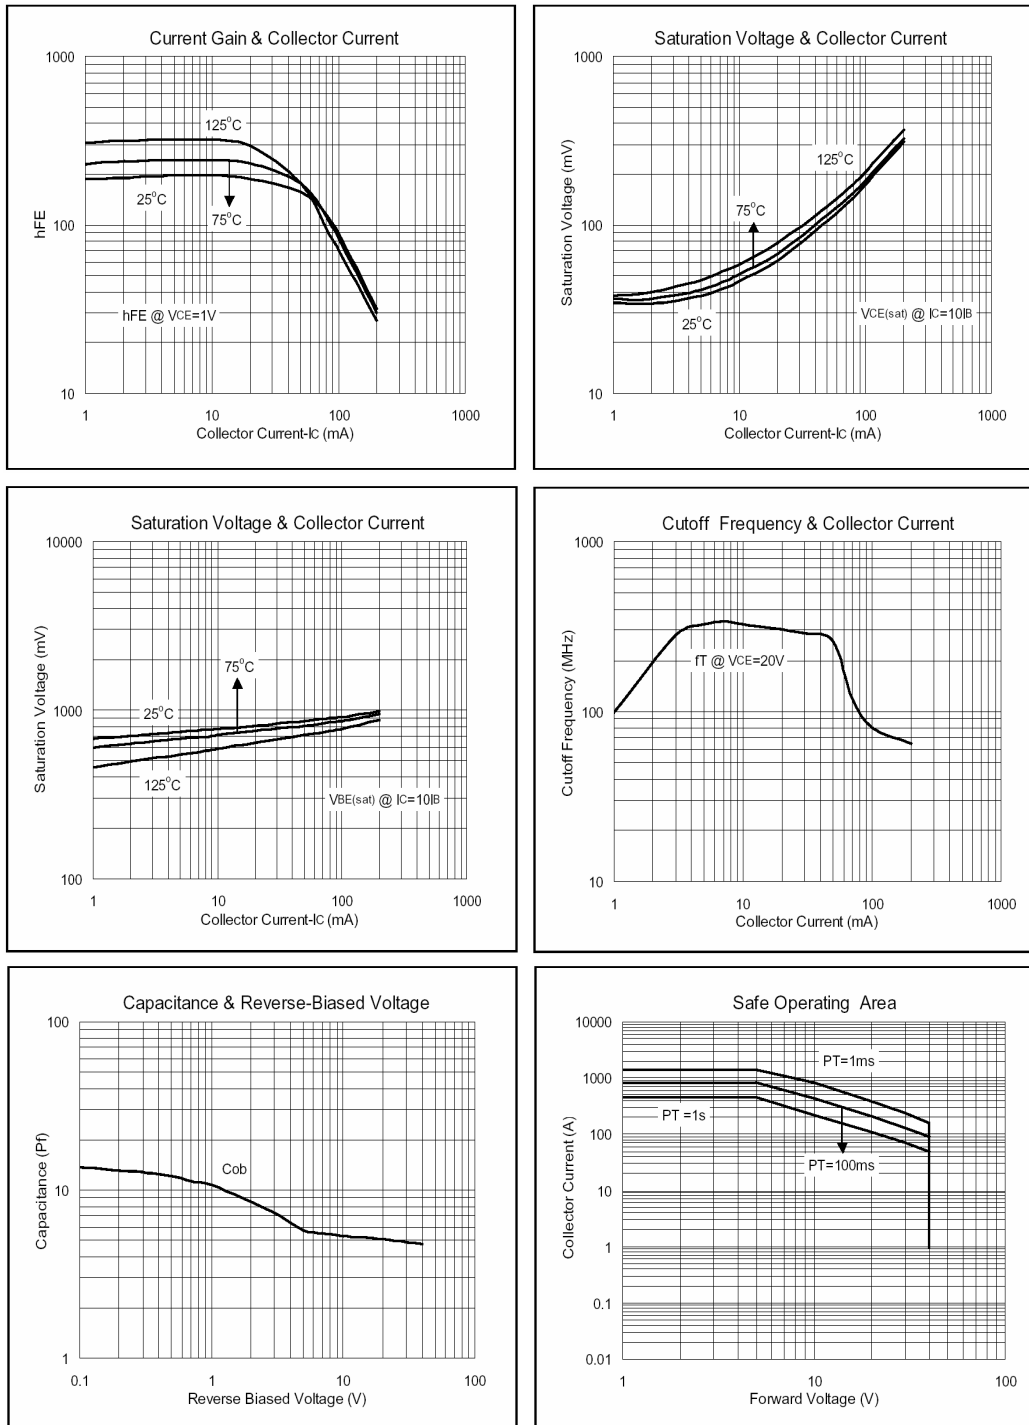 Current Gain & Collector Current
1000
125°C
25°C
75°C
100
hFE
hFE @ VCE=1V
10
1 10 100 1000
Collector Current-IC (mA)
Saturation Voltage & Collector Current
1000
125°C
75°C
100
Saturation Voltage (mV)
25°C
VCE(sat) @ IC=10IB
10
1 10 100 1000
Collector Current-IC (mA)
Saturation Voltage & Collector Current
10000
Saturation Voltage (mV)
75°C
25°C
1000
125°C
VBE(sat) @ IC=10IB
100
1 10 100 1000
Collector Current-IC (mA)
Cutoff Frequency & Collector Current
1000
fT @ VCE=20V
Cutoff Frequency (MHz)
100
10
1 10 100 1000
Collector Current (mA)
Capacitance & Reverse-Biased Voltage
100
Capacitance (Pf)
Cob
10
1
0.1 1 10 100
Reverse Biased Voltage (V)
Safe Operating Area
10000
PT=1ms
1000
PT =1s
100
PT=100ms
Collector Current (A)
10
1
0.1
0.01
1 10 100
Forward Voltage (V)